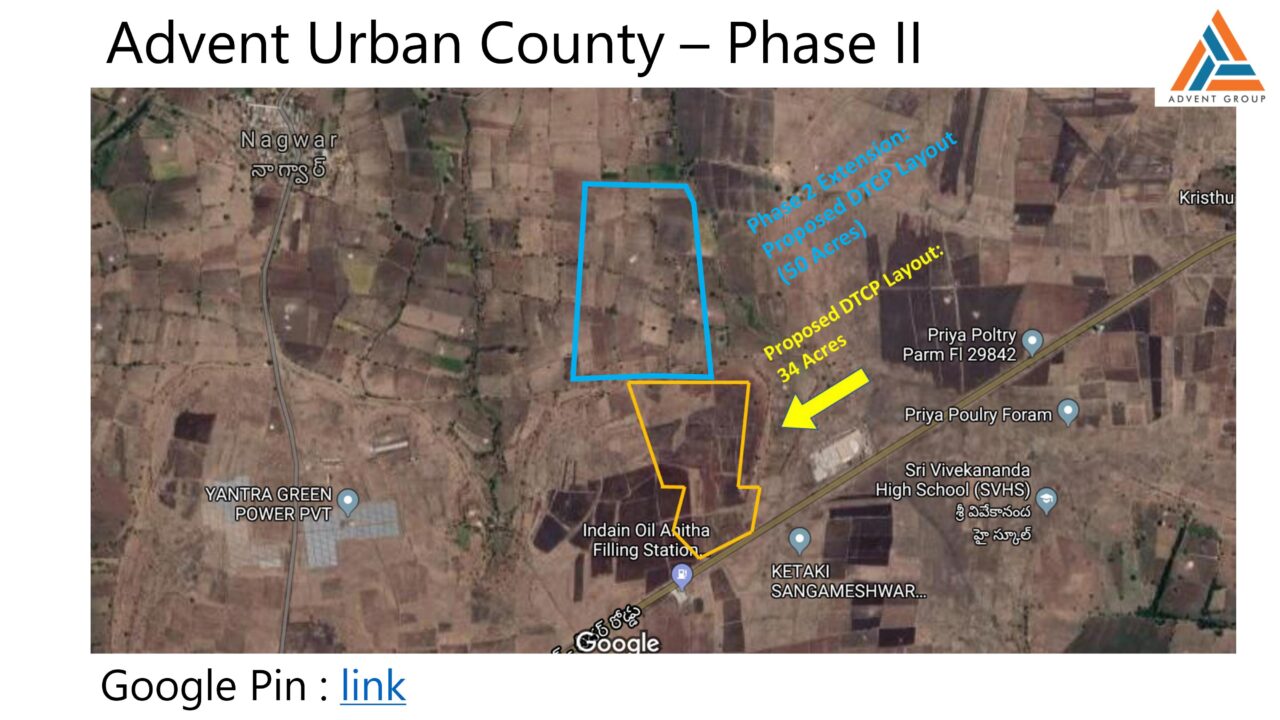 Advent Urban County – Phase II
ADVENT GROUP
Nagwar
నాగ్వార్
Phase 2 Extension:
Proposed DTCP Layout
(50 Acres)
Kristhu
Proposed DTCP Layout:
34 Acres
Priya Poltry
Parm Fl 29842
Priya Poulry Foram
Sri Vivekananda
High School (SVHS)
శ్రీ వివేకానంద
హై స్కూల్
YANTRA GREEN
POWER PVT
Indain Oil Anitha
Filling Station...
KETAKI
SANGAMESHWAR...
రోడ్డు
Google
Google Pin : link